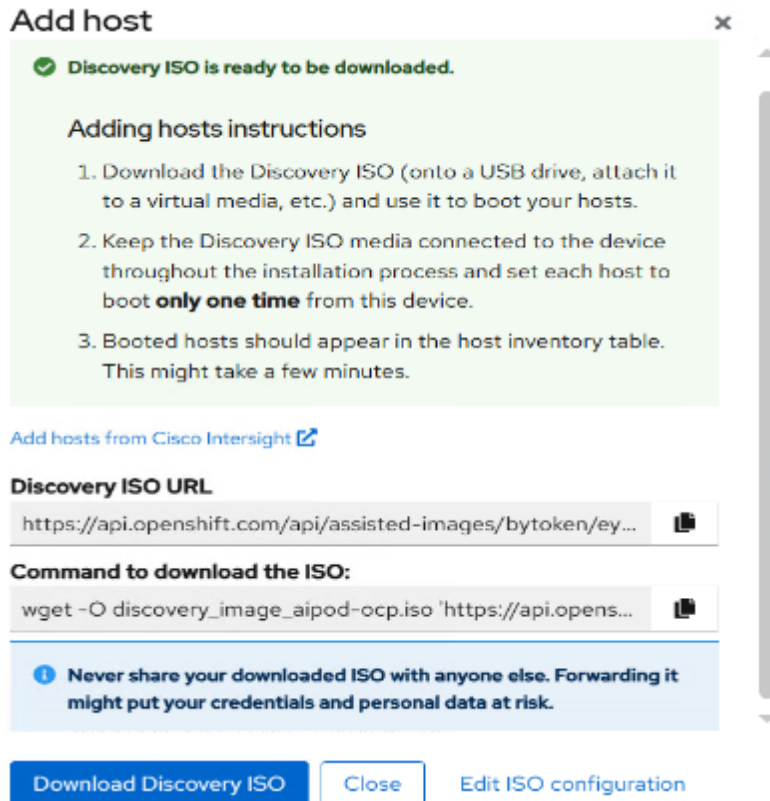 Add host
Discovery ISO is ready to be downloaded.
Adding hosts instructions
1. Download the Discovery ISO (onto a USB drive, attach it
to a virtual media, etc.) and use it to boot your hosts.
2. Keep the Discovery ISO media connected to the device
throughout the installation process and set each host to
boot only one time from this device.
3. Booted hosts should appear in the host inventory table.
This might take a few minutes.
Add hosts from Cisco Intersight
Discovery ISO URL
https://api.openshift.com/api/assisted-images/bytoken/ey...
Command to download the ISO:
wget -O discovery_image_aipod-ocp.iso 'https://api.opens...
Never share your downloaded ISO with anyone else. Forwarding it
might put your credentials and personal data at risk.
Download Discovery ISO Close Edit ISO configuration